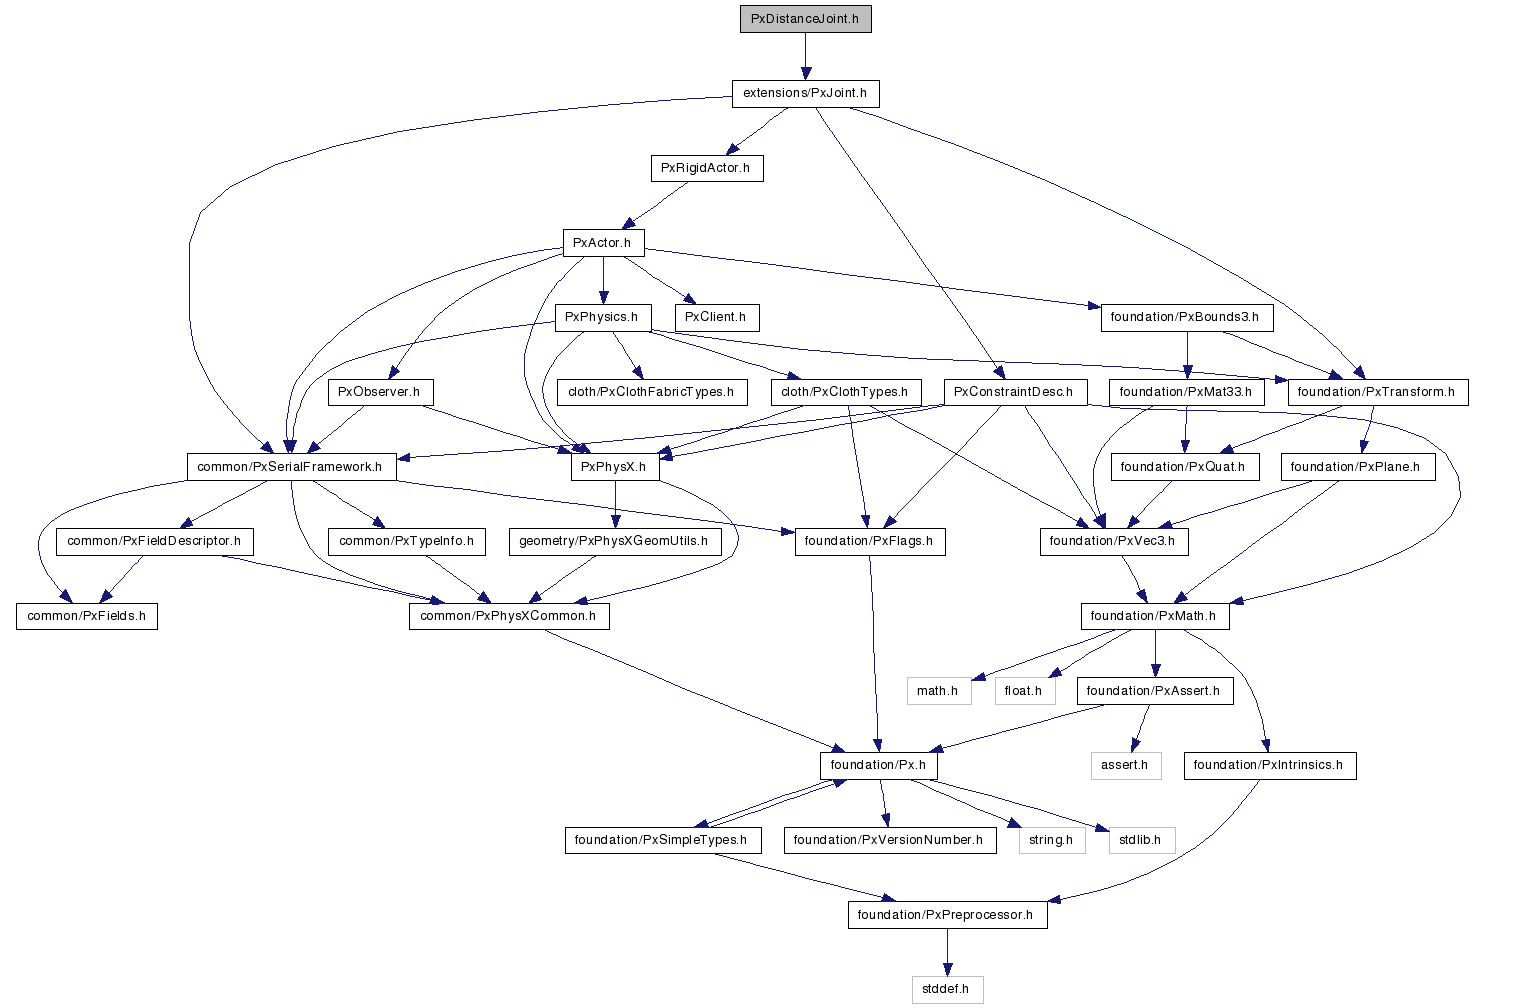 PxDistanceJoint.h
extensions/PxJoint.h
PxRigidActor.h
PxActor.h
PxPhysics.h
PxClient.h
foundation/PxBounds3.h
PxObserver.h
cloth/PxClothFabricTypes.h
cloth/PxClothTypes.h
PxConstraintDesc.h
foundation/PxMat33.h
foundation/PxTransform.h
common/PxSerialFramework.h
PxPhysX.h
foundation/PxQuat.h
foundation/PxPlane.h
common/PxFieldDescriptor.h
common/PxTypeInfo.h
geometry/PxPhysXGeomUtils.h
foundation/PxFlags.h
foundation/PxVec3.h
common/PxFields.h
common/PxPhysXCommon.h
foundation/PxMath.h
math.h
float.h
foundation/PxAssert.h
foundation/Px.h
assert.h
foundation/PxIntrinsics.h
foundation/PxSimpleTypes.h
foundation/PxVersionNumber.h
string.h
stdlib.h
foundation/PxPreprocessor.h
stddef.h